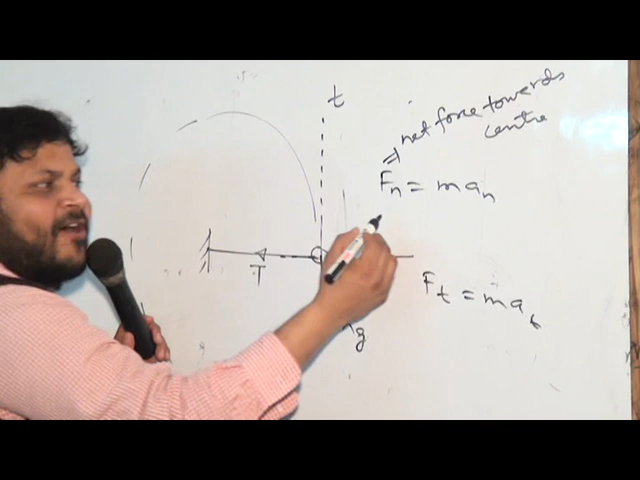 t
⇒ net force towards
centre
Fn = man
T
Ft = mat
g